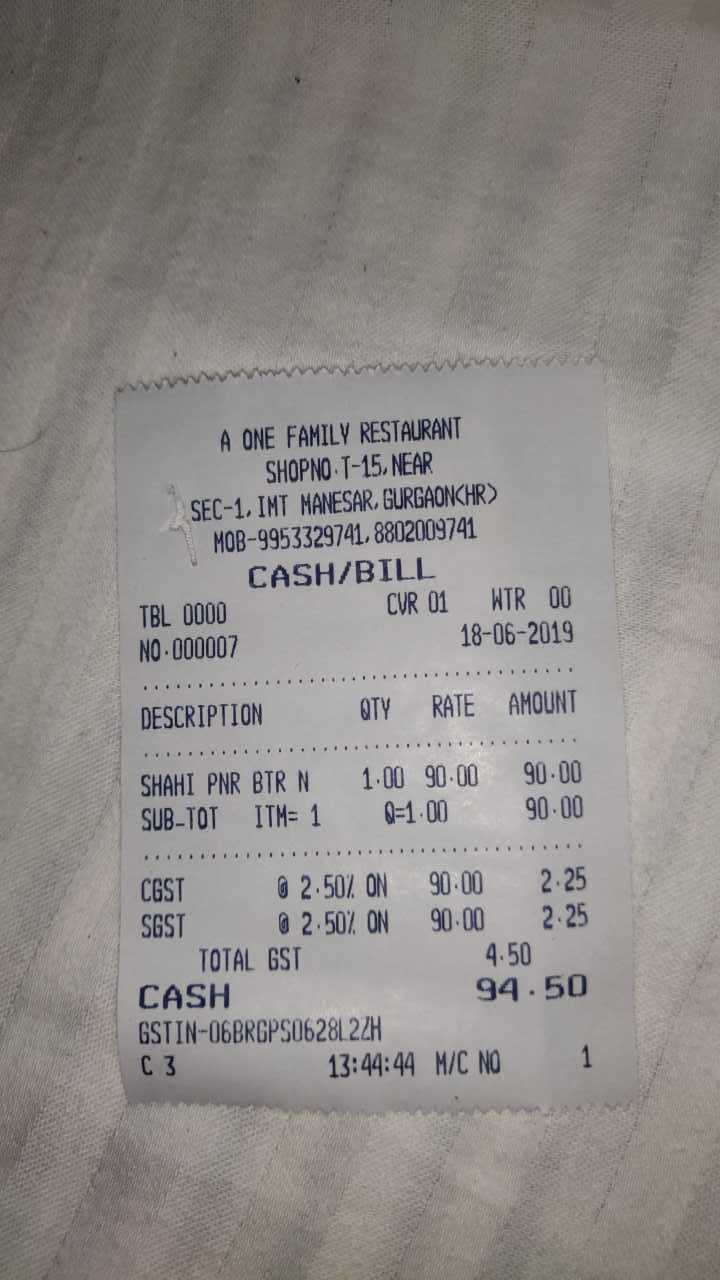 A ONE FAMILY RESTAURANT
SHOPNO.T-15,NEAR
SEC-1, IMT MANESAR, GURGAON(HR)
MOB-9953329741,8802009741
CASH/BILL
TBL 0000 CVR 01 WTR 00
NO.000007 18-06-2019
DESCRIPTION QTY RATE AMOUNT
SHAHI PNR BTR N 1.00 90.00 90.00
SUB-TOT ITM= 1 Q=1.00 90.00
CGST @ 2.50% ON 90.00 2.25
SGST @ 2.50% ON 90.00 2.25
TOTAL GST 4.50
CASH 94.50
GSTIN-06BRGPS0628L2ZH
C 3 13:44:44 M/C NO 1